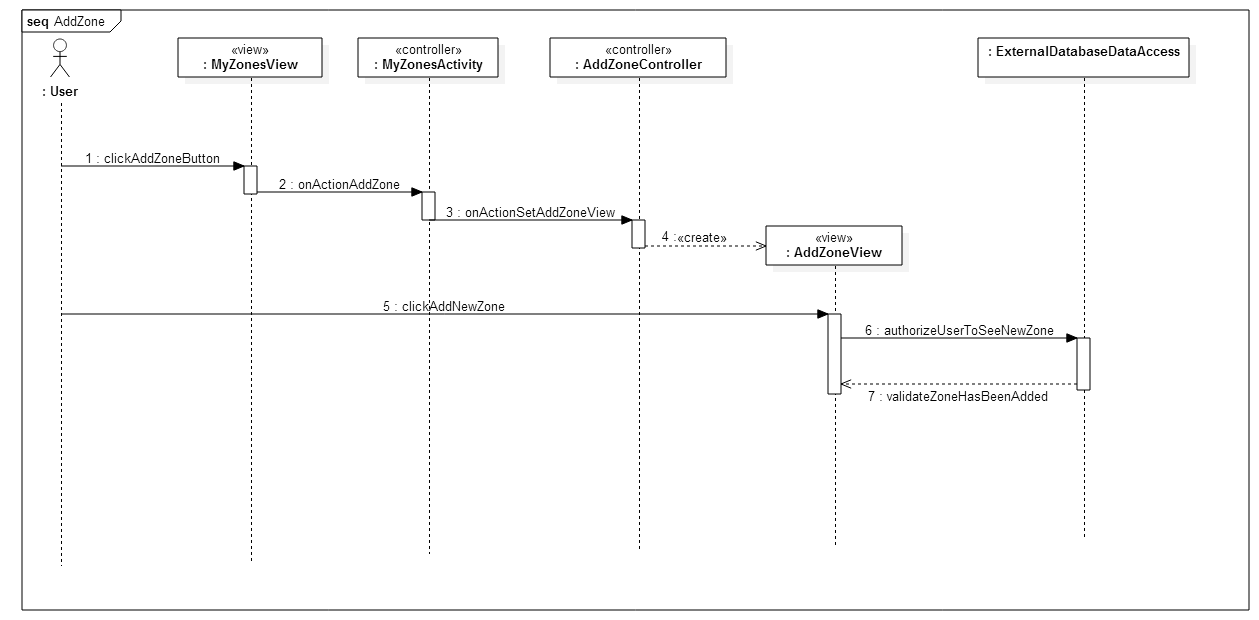 seq AddZone
«view»
: MyZonesView
«controller»
: MyZonesActivity
«controller»
: AddZoneController
: ExternalDatabaseDataAccess
: User
1 : clickAddZoneButton
2 : onActionAddZone
3 : onActionSetAddZoneView
4 :«create»
«view»
: AddZoneView
5 : clickAddNewZone
6 : authorizeUserToSeeNewZone
7 : validateZoneHasBeenAdded